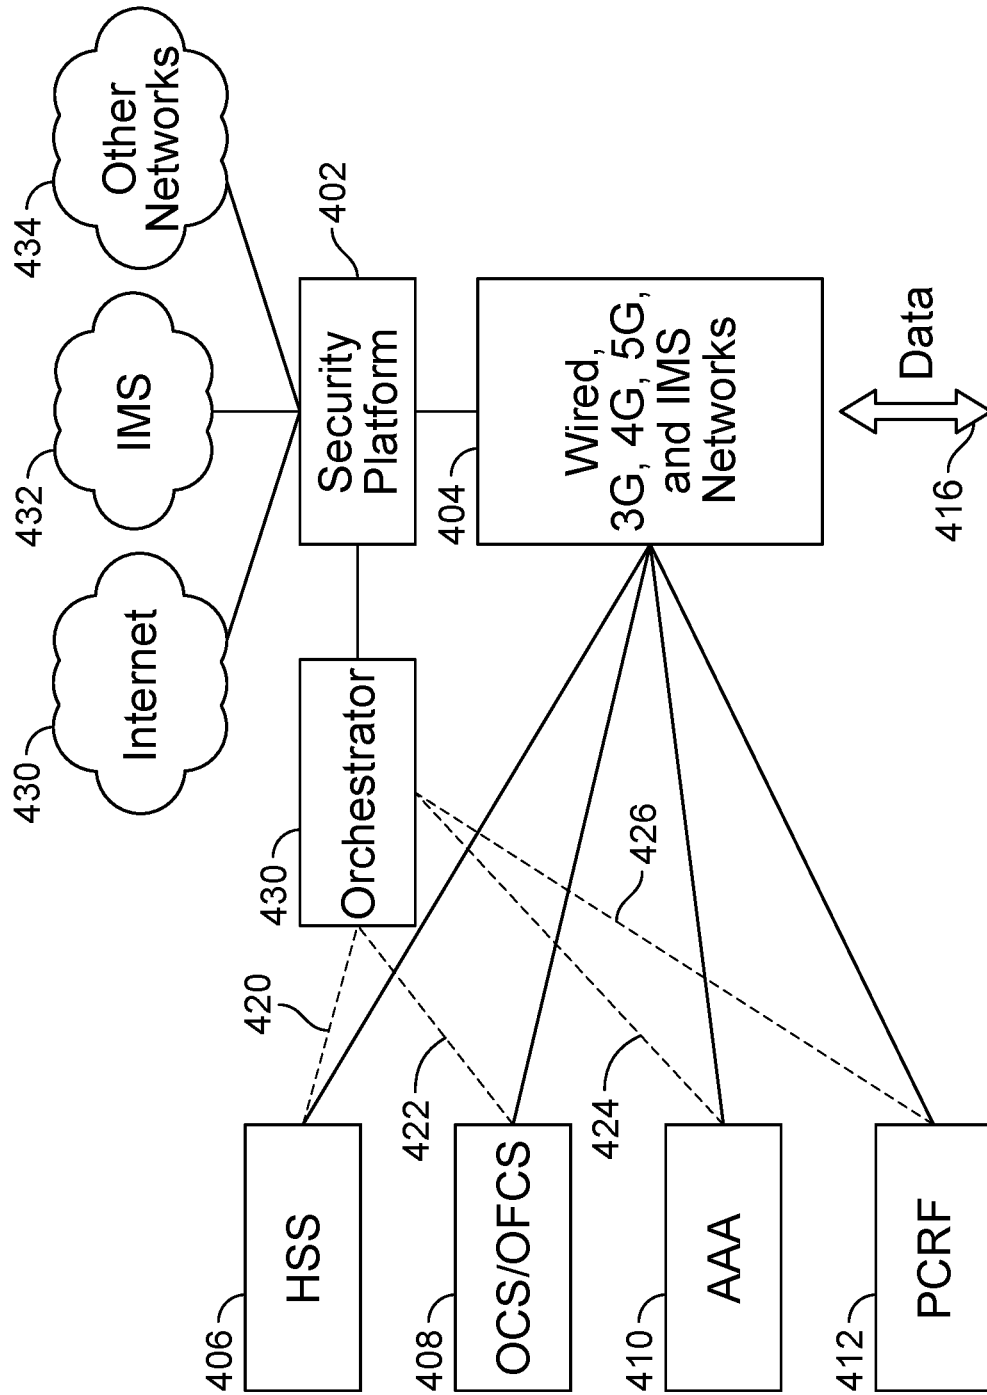 430
Internet
432
IMS
434
Other
Networks
430
Orchestrator
Security
Platform
402
420
422
424
426
404
Wired,
3G, 4G, 5G,
and IMS
Networks
416
Data
406
HSS
408
OCS/OFCS
410
AAA
412
PCRF